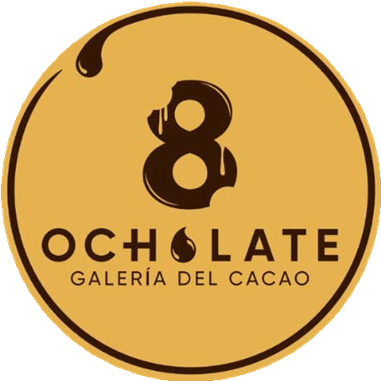 8
OCHOLATE
GALERÍA DEL CACAO